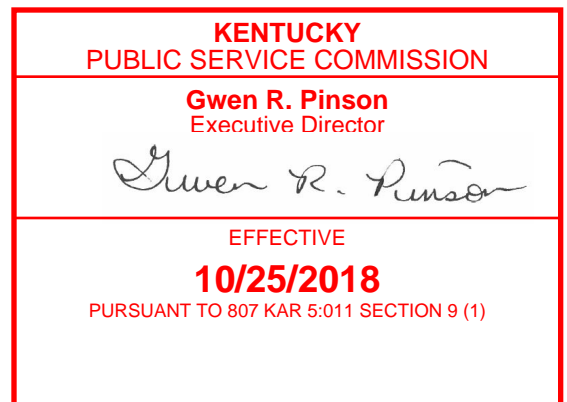 KENTUCKY
PUBLIC SERVICE COMMISSION
Gwen R. Pinson
Executive Director
Gwen R. Pinson
EFFECTIVE
10/25/2018
PURSUANT TO 807 KAR 5:011 SECTION 9 (1)